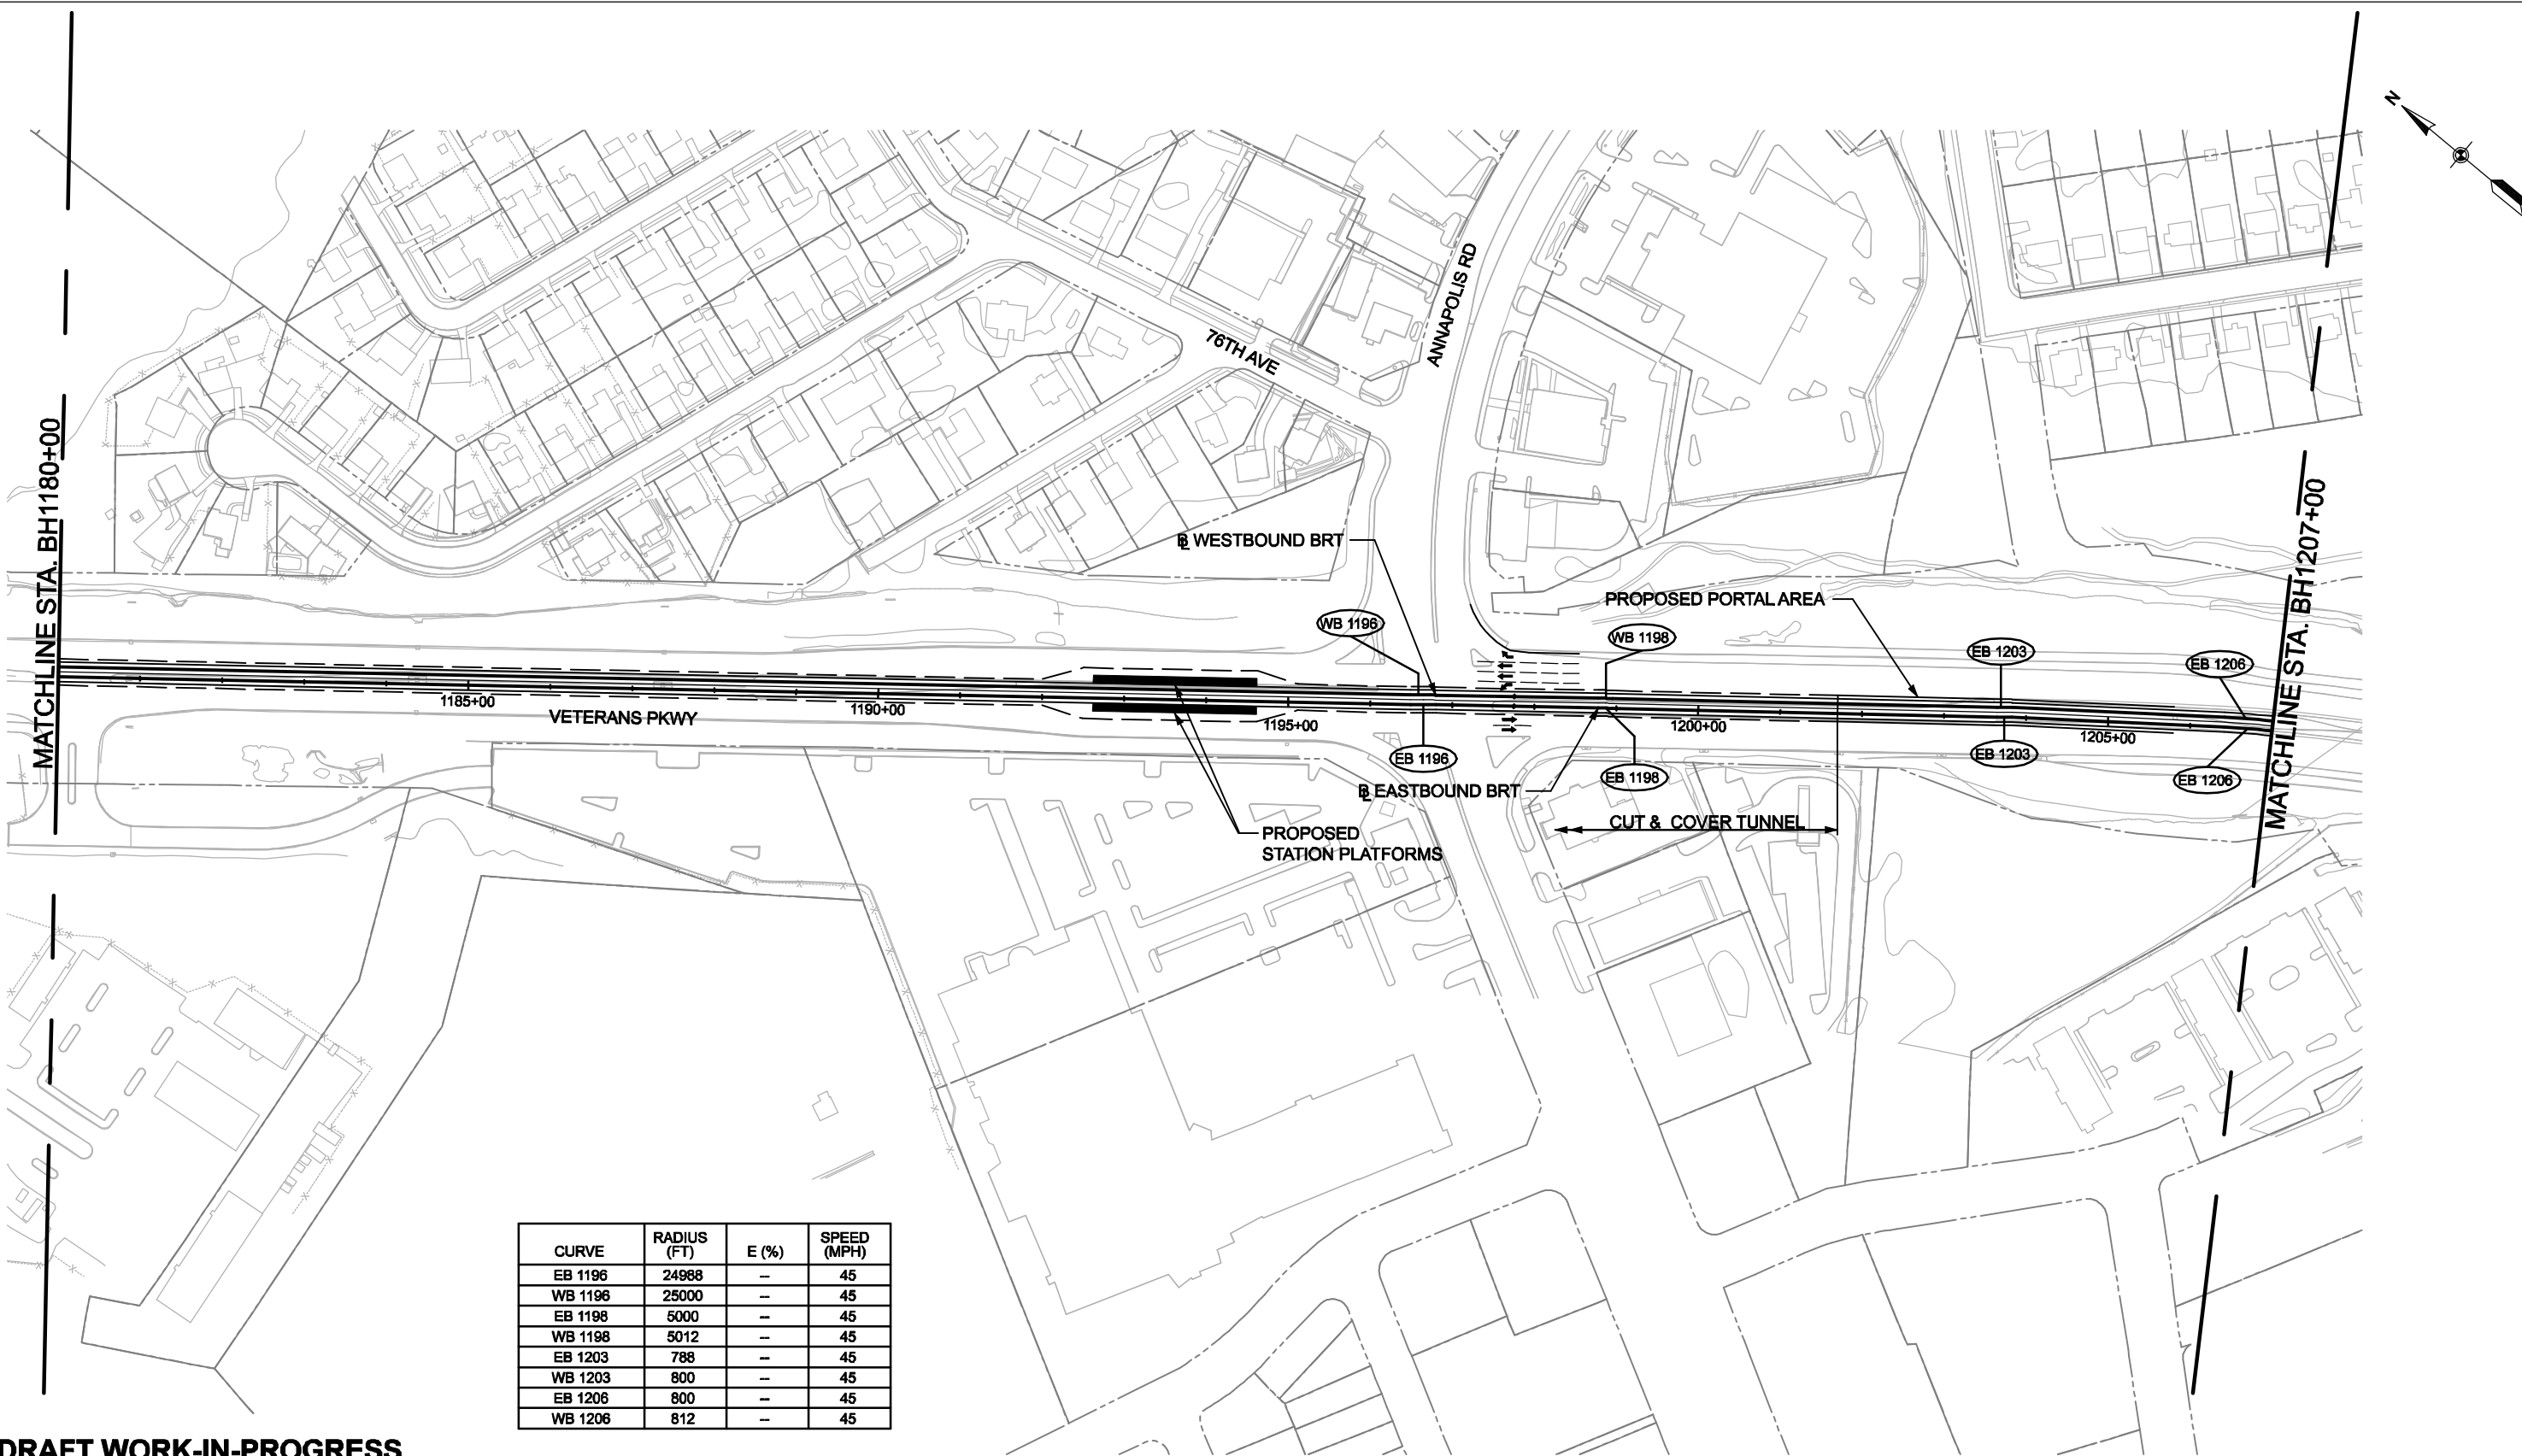 N
MATCHLINE STA. BH1180+00
ANNAPOLIS RD
76TH AVE
MATCHLINE STA. BH1207+00
BL WESTBOUND BRT
PROPOSED PORTAL AREA
WB 1196
WB 1198
EB 1203
EB 1206
1185+00
VETERANS PKWY
1190+00
1195+00
1200+00
1205+00
EB 1196
EB 1198
EB 1203
EB 1206
BL EASTBOUND BRT
CUT & COVER TUNNEL
PROPOSED
STATION PLATFORMS
CURVE RADIUS (FT) E (%) SPEED (MPH)
EB 1196 24988 -- 45
WB 1196 25000 -- 45
EB 1198 5000 -- 45
WB 1198 5012 -- 45
EB 1203 788 -- 45
WB 1203 800 -- 45
EB 1206 800 -- 45
WB 1206 812 -- 45
DRAFT WORK-IN-PROGRESS